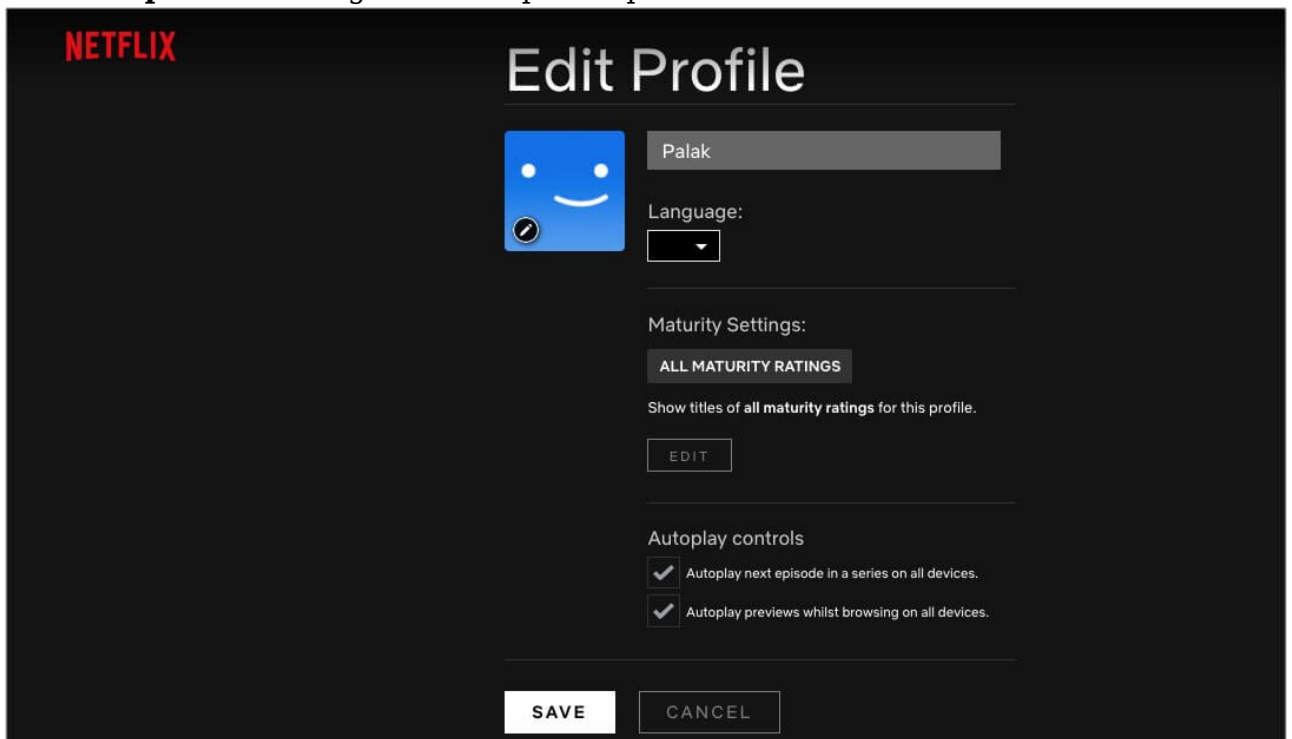 NETFLIX
Edit Profile
Palak
Language:
Maturity Settings:
ALL MATURITY RATINGS
Show titles of all maturity ratings for this profile.
EDIT
Autoplay controls
Autoplay next episode in a series on all devices.
Autoplay previews whilst browsing on all devices.
SAVE CANCEL